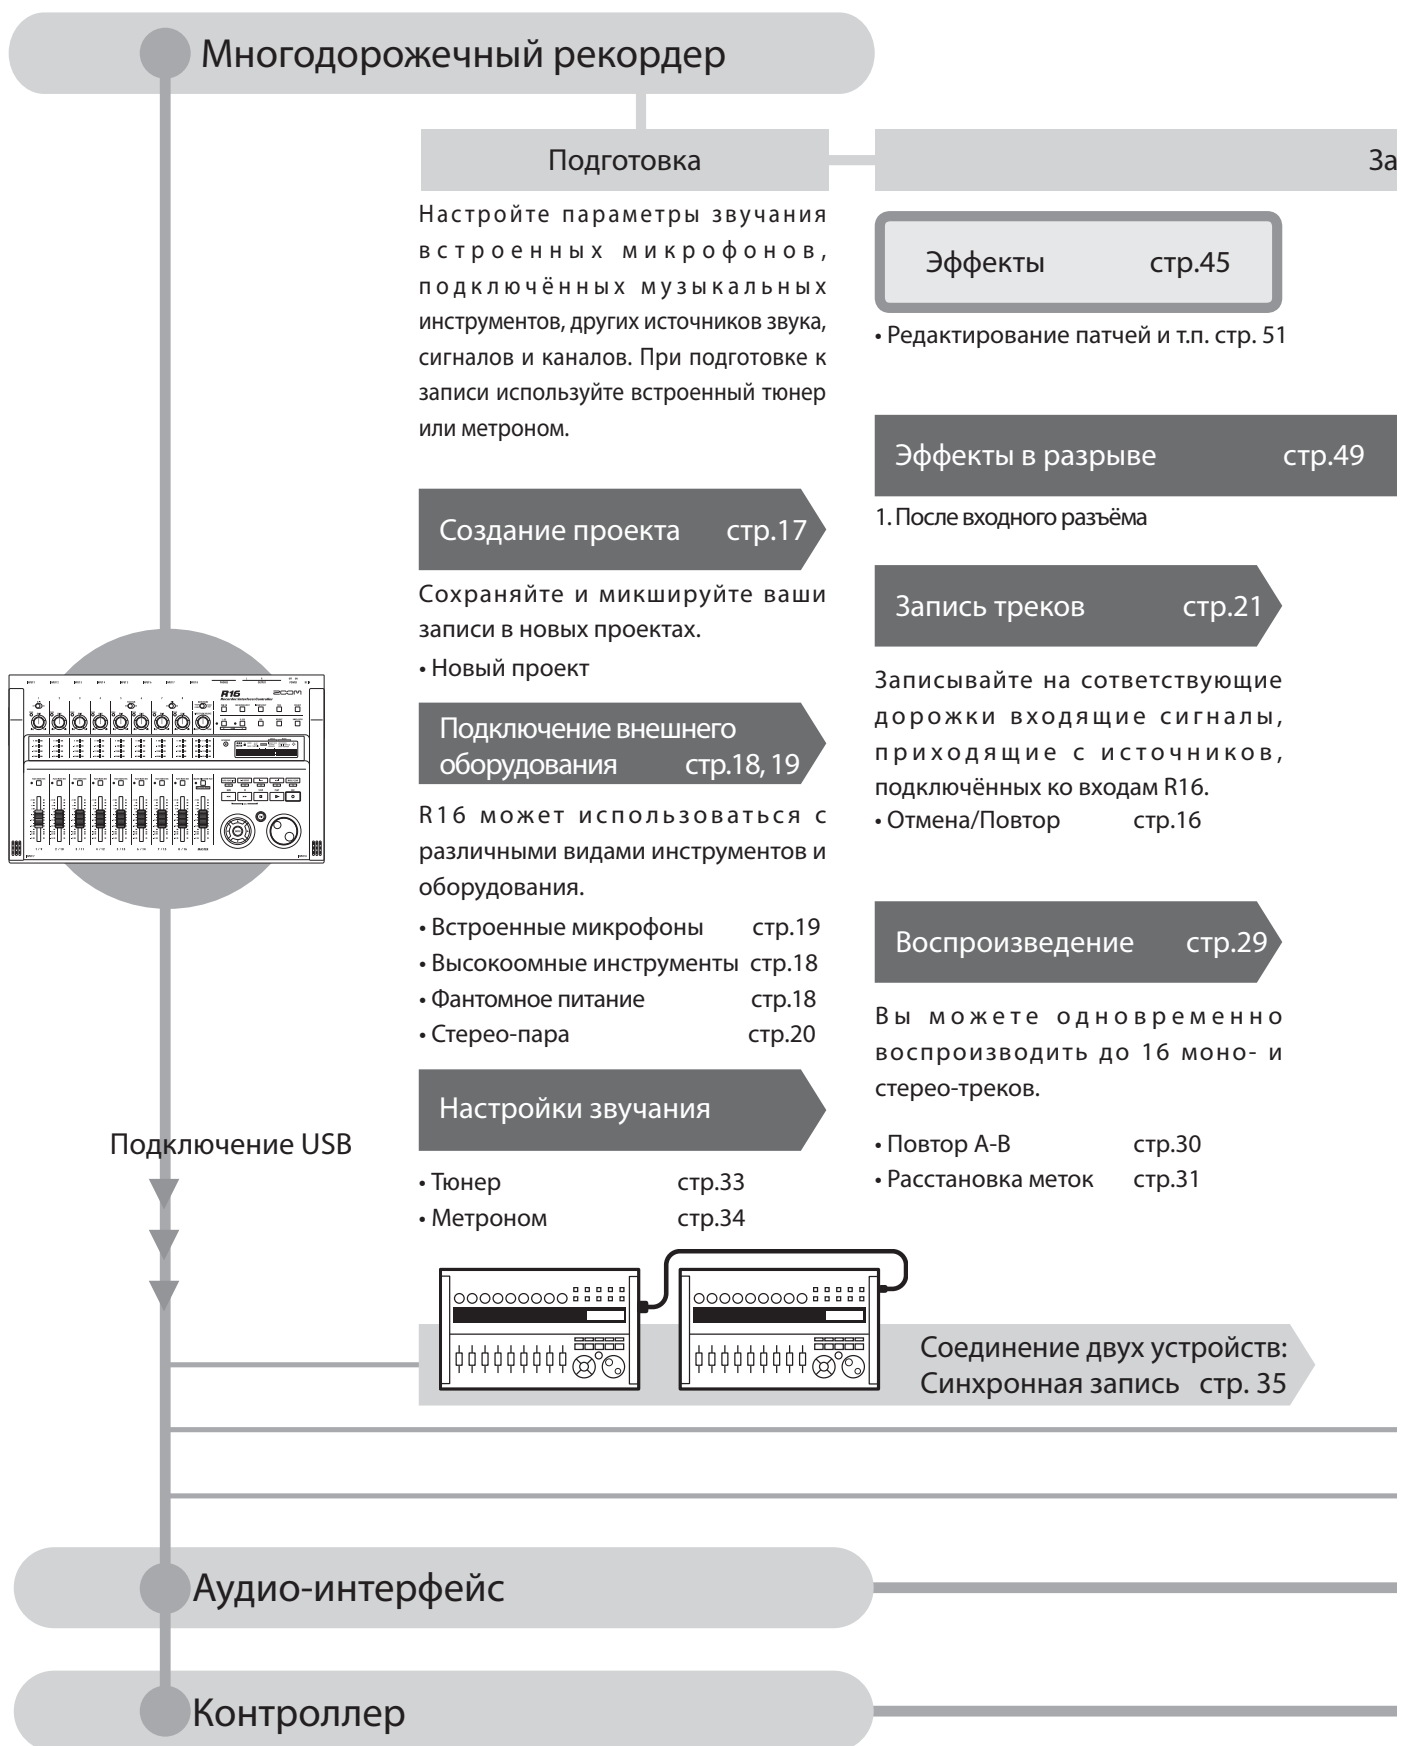 Многодорожечный рекордер
Подготовка
Настройте параметры звучания
встроенных микрофонов,
подключённых музыкальных
инструментов, других источников звука,
сигналов и каналов. При подготовке к
записи используйте встроенный тюнер
или метроном.
Создание проекта стр.17
Сохраняйте и микшируйте ваши
записи в новых проектах.
• Новый проект
Подключение внешнего
оборудования стр.18, 19
R16 может использоваться с
различными видами инструментов и
оборудования.
• Встроенные микрофоны стр.19
• Высокоомные инструменты стр.18
• Фантомное питание стр.18
• Стерео-пара стр.20
Настройки звучания
• Тюнер стр.33
• Метроном стр.34
За
Эффекты стр.45
• Редактирование патчей и т.п. стр. 51
Эффекты в разрыве стр.49
1. После входного разъёма
Запись треков стр.21
Записывайте на сответствующие
дорожки входящие сигналы,
приходящие с источников,
подключённых ко входам R16.
• Отмена/Повтор стр.16
Воспроизведение стр.29
Вы можете одновременно
воспроизводить до 16 моно- и
стерео-треков.
• Повтор А-В стр.30
• Расстановка меток стр.31
R16
ZOOM
Подключение USB
Соединение двух устройств:
Синхронная запись стр. 35
Аудио-интерфейс
Контроллер